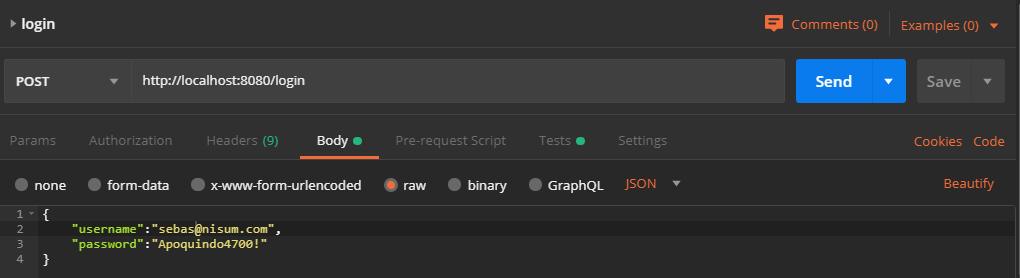 login Comments (0) Examples (0)
POST http://localhost:8080/login Send Save
Params Authorization Headers (9) Body Pre-request Script Tests Settings Cookies Code
none form-data x-www-form-urlencoded raw binary GraphQL JSON Beautify
1 {
2 "username":"sebas@nisum.com",
3 "password":"Apoquindo4700!"
4 }